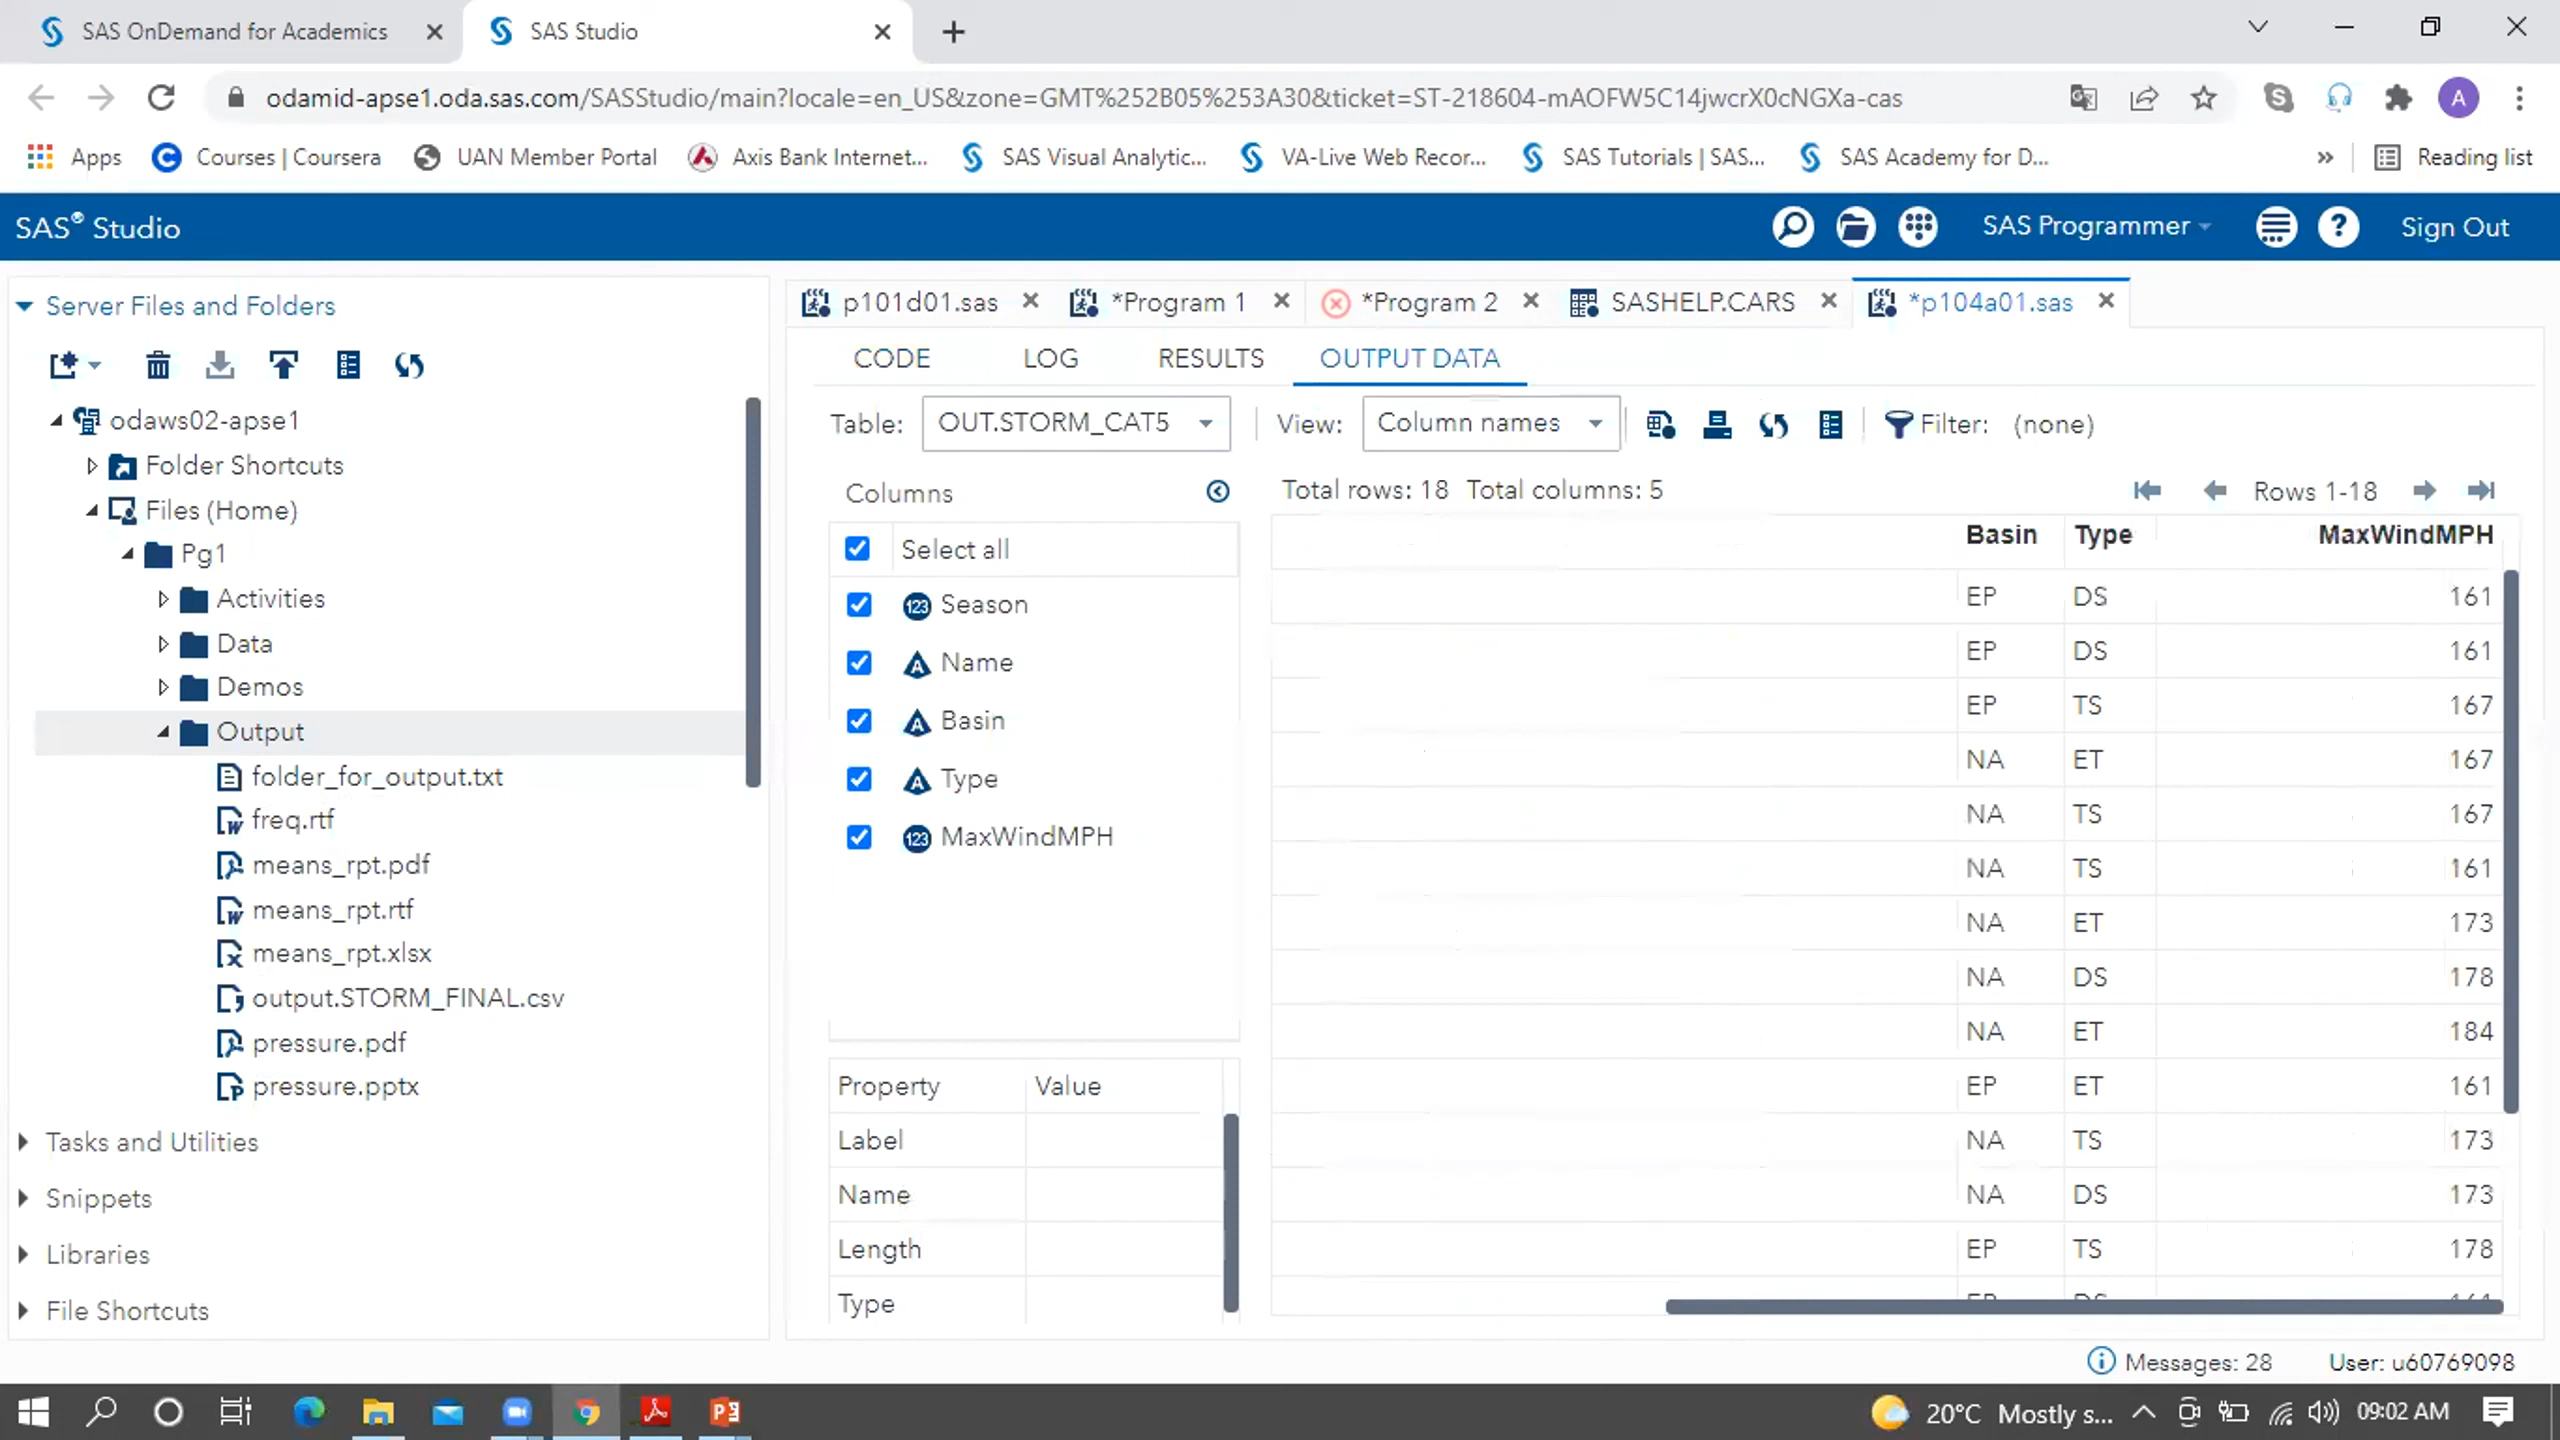 SAS OnDemand for Academics
SAS Studio
odamid-apse1.oda.sas.com/SASStudio/main?locale=en_US&zone=GMT%252B05%253A30&ticket=ST-218604-mAOFW5C14jwcrX0cNGXa-cas
A
Apps
Courses | Coursera
UAN Member Portal
Axis Bank Internet...
SAS Visual Analytic...
VA-Live Web Recor...
SAS Tutorials | SAS...
SAS Academy for D...
Reading list
SAS® Studio
SAS Programmer
Sign Out
Server Files and Folders
odaws02-apse1
Folder Shortcuts
Files (Home)
Pg1
Activities
Data
Demos
Output
folder_for_output.txt
freq.rtf
means_rpt.pdf
means_rpt.rtf
means_rpt.xlsx
output.STORM_FINAL.csv
pressure.pdf
pressure.pptx
Tasks and Utilities
Snippets
Libraries
File Shortcuts
p101d01.sas
*Program 1
*Program 2
SASHELP.CARS
*p104a01.sas
CODE LOG RESULTS OUTPUT DATA
Table: OUT.STORM_CAT5 View: Column names Filter: (none)
Columns
Select all
Season
Name
Basin
Type
MaxWindMPH
Property Value
Label
Name
Length
Type
Total rows: 18 Total columns: 5 Rows 1-18
Basin Type MaxWindMPH
EP DS 161
EP DS 161
EP TS 167
NA ET 167
NA TS 167
NA TS 161
NA ET 173
NA DS 178
NA ET 184
EP ET 161
NA TS 173
NA DS 173
EP TS 178
EP DS 161
Messages: 28 User: u60769098
20°C Mostly s... 09:02 AM